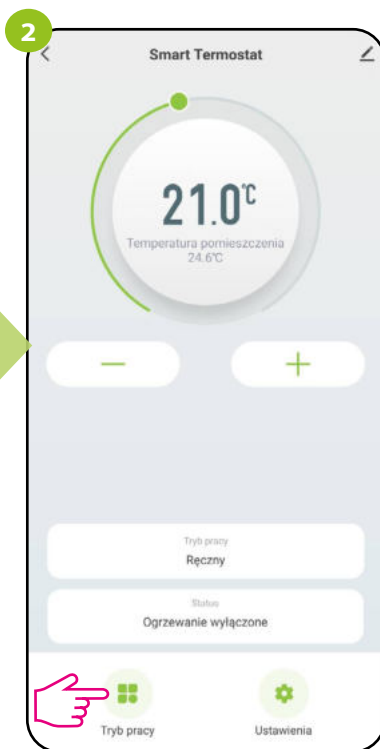 2
Smart Termostat
21.0°C
Temperatura pomieszczenia
24.6°C
Tryb pracy
Ręczny
Status
Ogrzewanie wyłączone
Tryb pracy
Ustawienia